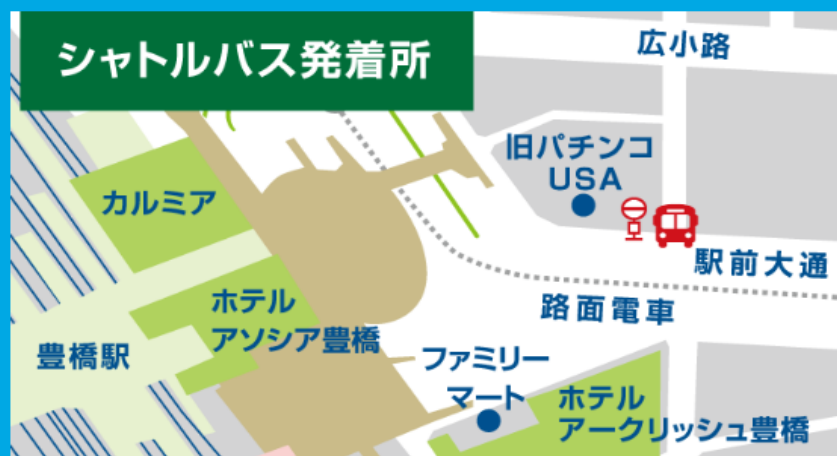 シャトルバス発着所
広小路
旧パチンコ
USA
カルミア
駅前大通
ホテル
アソシア豊橋
路面電車
豊橋駅
ファミリー
マート
ホテル
アークリッシュ豊橋